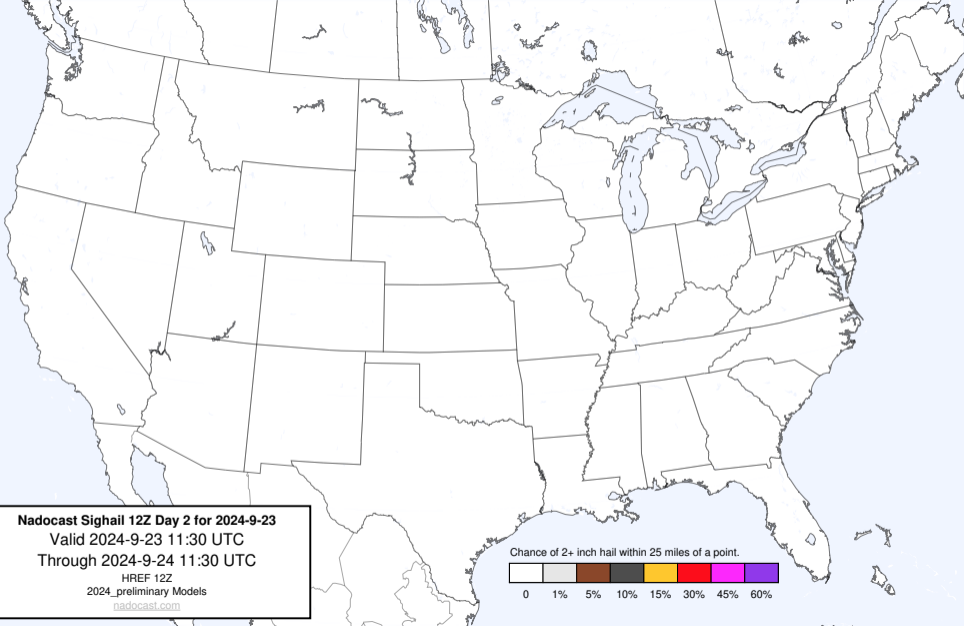 Nadocast Sighail 12Z Day 2 for 2024-9-23
Valid 2024-9-23 11:30 UTC
Through 2024-9-24 11:30 UTC
HREF 12Z
2024_preliminary Models
nadocast.com
Chance of 2+ inch hail within 25 miles of a point.
0 1% 5% 10% 15% 30% 45% 60%